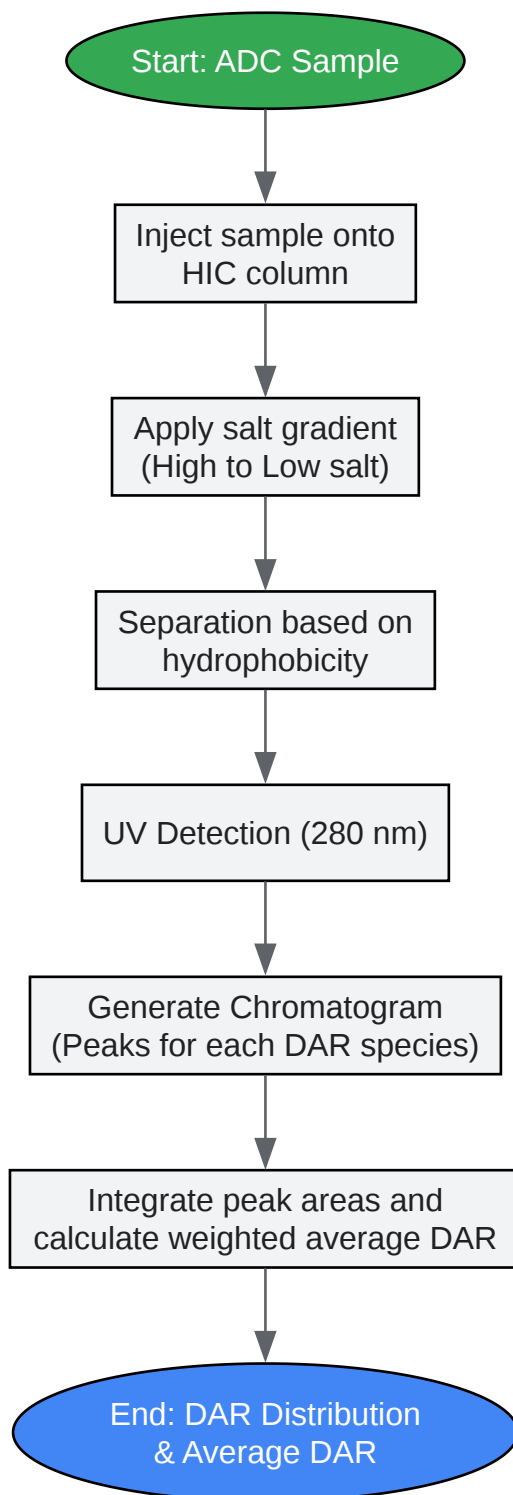 Start: ADC Sample
Inject sample onto
HIC column
Apply salt gradient
(High to Low salt)
Separation based on
hydrophobicity
UV Detection (280 nm)
Generate Chromatogram
(Peaks for each DAR species)
Integrate peak areas and
calculate weighted average DAR
End: DAR Distribution
& Average DAR